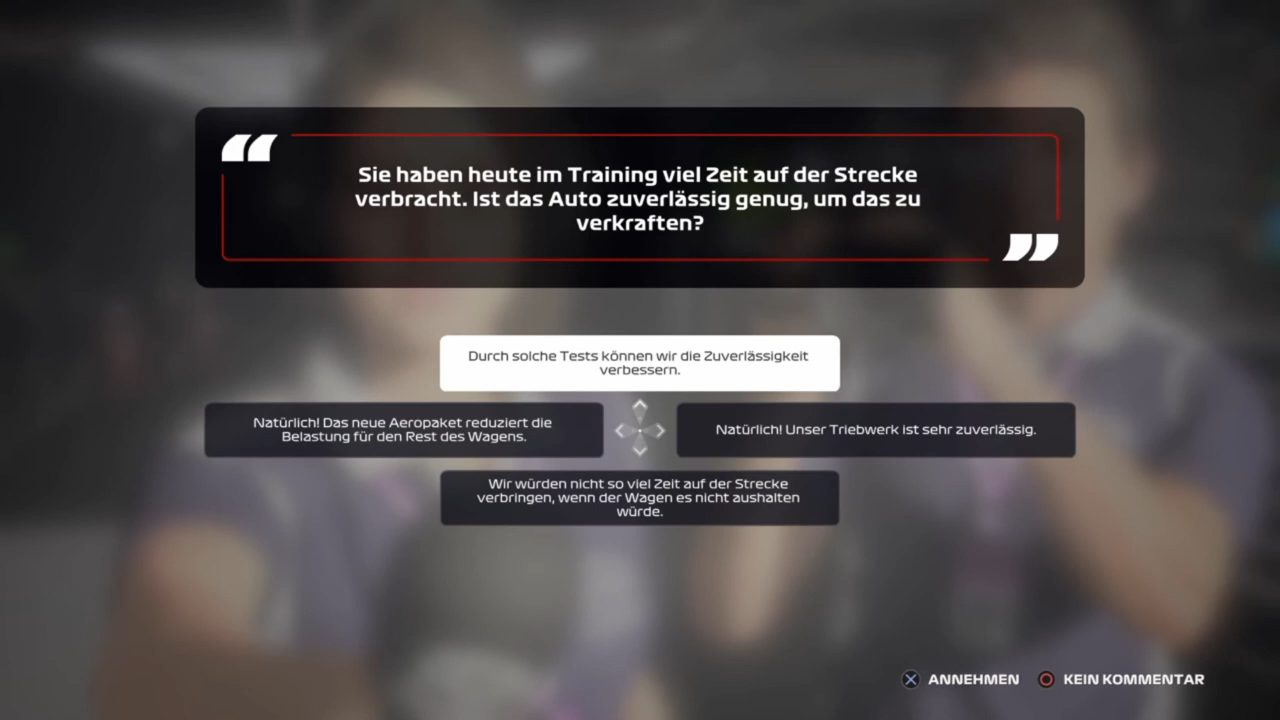 Sie haben heute im Training viel Zeit auf der Strecke
verbracht. Ist das Auto zuverlässig genug, um das zu
verkraften?
Durch solche Tests können wir die Zuverlässigkeit
verbessern.
Natürlich! Das neue Aeropaket reduziert die
Belastung für den Rest des Wagens.
Natürlich! Unser Triebwerk ist sehr zuverlässig.
Wir würden nicht so viel Zeit auf der Strecke
verbringen, wenn der Wagen es nicht aushalten
würde.
ANNEHMEN
KEIN KOMMENTAR